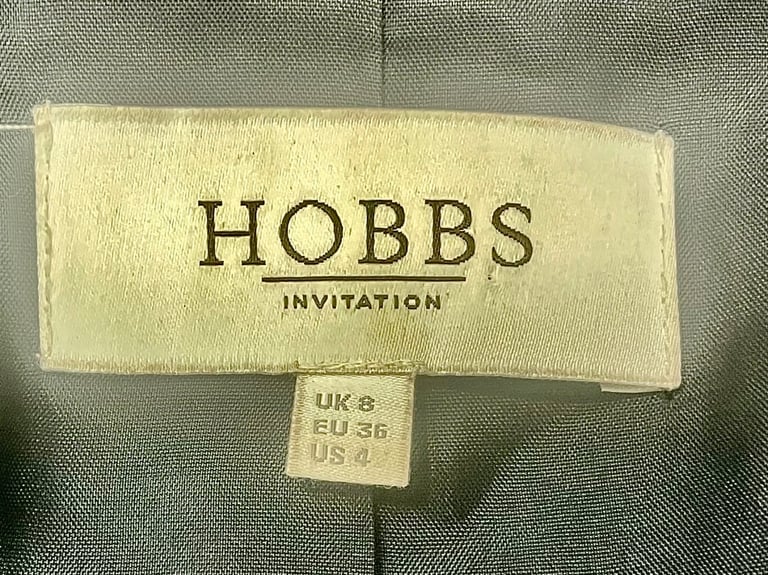 HOBBS
INVITATION
UK 8
EU 36
US 4